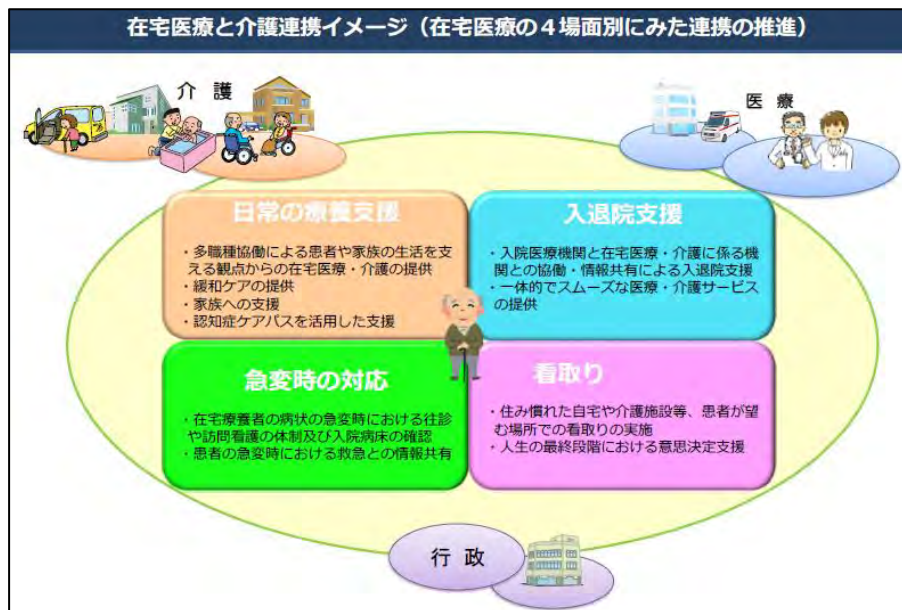 在宅医療と介護連携イメージ（在宅医療の４場面別にみた連携の推進）
介 護
医 療
日常の療養支援
・多職種協働による患者や家族の生活を支
える観点からの在宅医療・介護の提供
・緩和ケアの提供
・家族への支援
・認知症ケアパスを活用した支援
入退院支援
・入院医療機関と在宅医療・介護に係る機
関との協働・情報共有による入退院支援
・一体的でスムーズな医療・介護サービス
の提供
急変時の対応
・在宅療養者の病状の急変時における往診
や訪問看護の体制及び入院病床の確認
・患者の急変時における救急との情報共有
看取り
・住み慣れた自宅や介護施設等、患者が望
む場所での看取りの実施
・人生の最終段階における意思決定支援
行 政